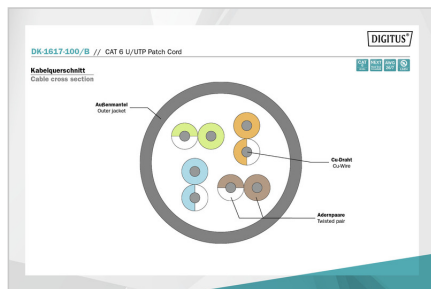 DIGITUS®
DK-1617-100/B // CAT 6 U/UTP Patch Cord
Kabelquerschnitt
Cable cross section
Außenmantel
Outer jacket
Cu-Draht
Cu-Wire
Adernpaare
Twisted pair